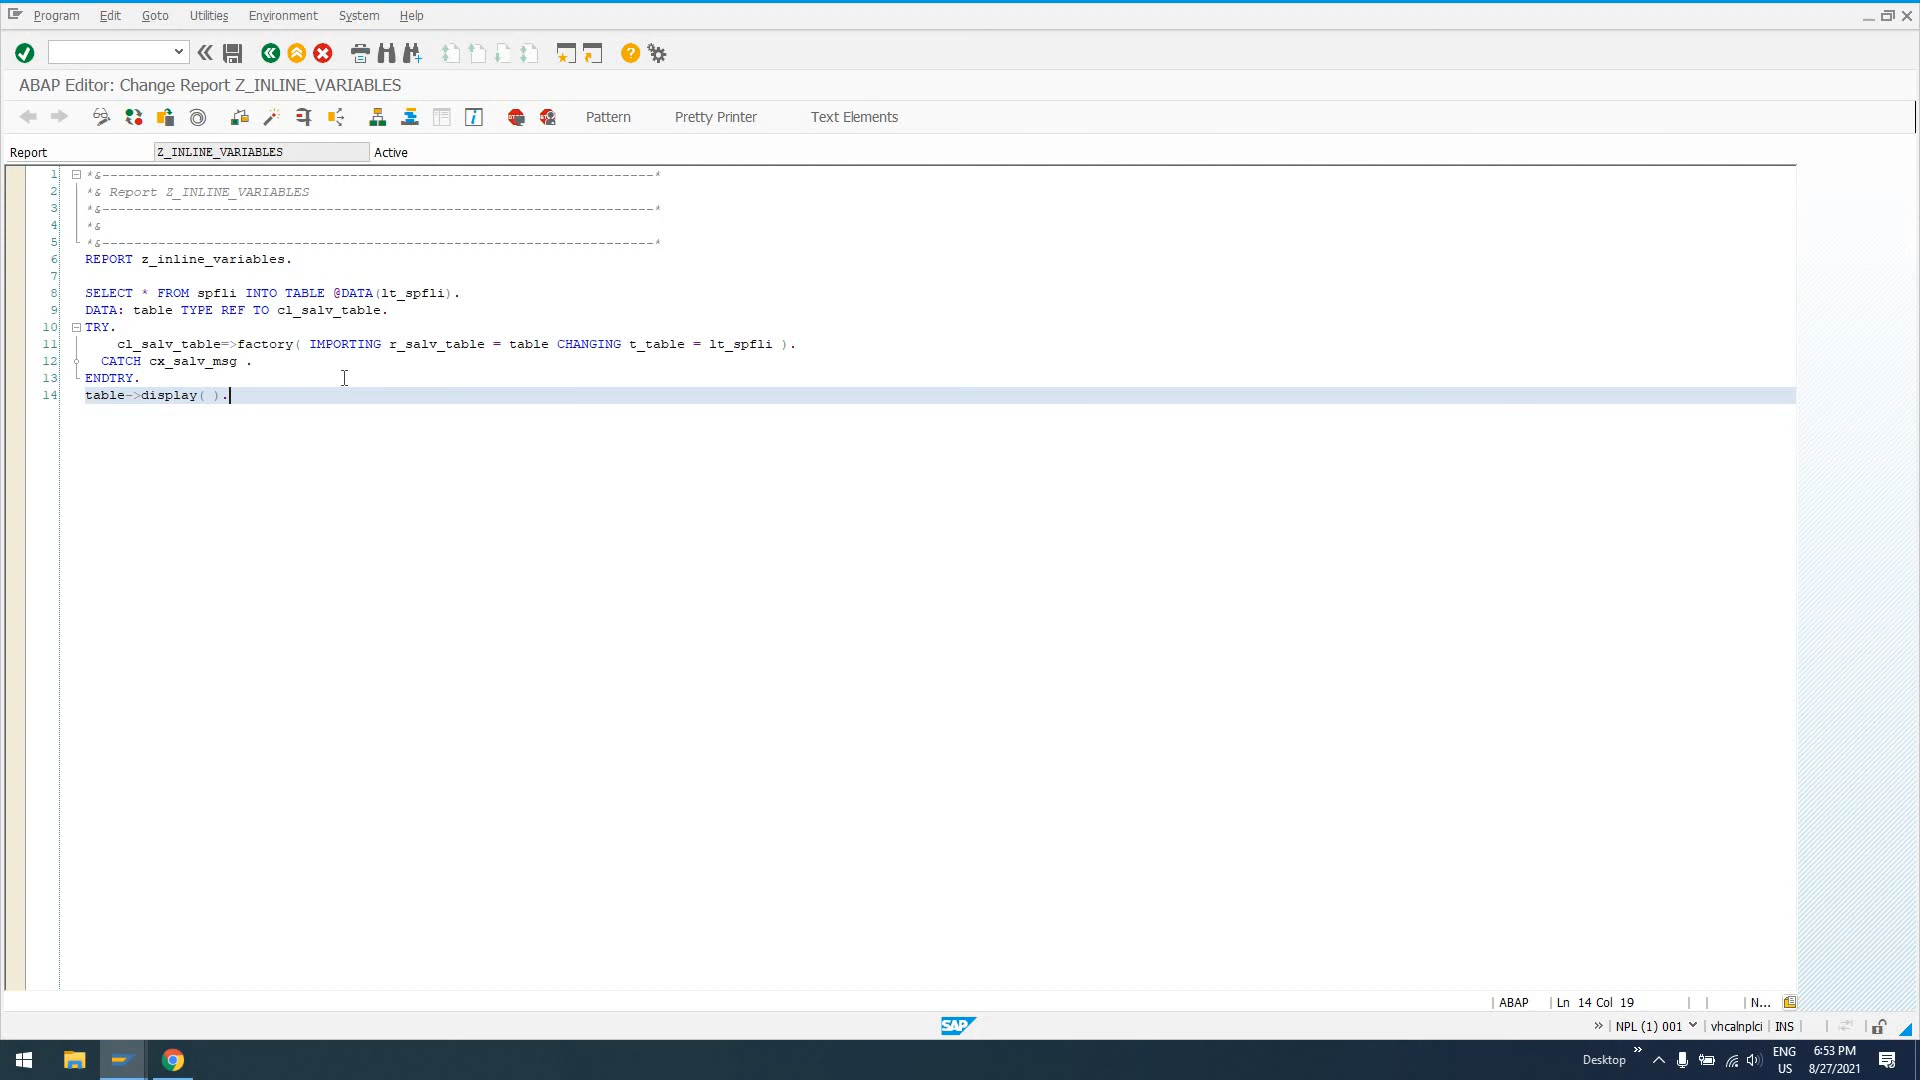 Program Edit Goto Utilities Environment System Help
ABAP Editor: Change Report Z_INLINE_VARIABLES
Pattern Pretty Printer Text Elements
Report Z_INLINE_VARIABLES Active
1 *&---------------------------------------------------------------------*
2 *& Report Z_INLINE_VARIABLES
3 *&---------------------------------------------------------------------*
4 *&
5 *&---------------------------------------------------------------------*
6 REPORT z_inline_variables.
7
8 SELECT * FROM spfli INTO TABLE @DATA(lt_spfli).
9 DATA: table TYPE REF TO cl_salv_table.
10 TRY.
11 cl_salv_table=>factory( IMPORTING r_salv_table = table CHANGING t_table = lt_spfli ).
12 CATCH cx_salv_msg .
13 ENDTRY.
14 table->display( ).
ABAP Ln 14 Col 19 N...
SAP
» NPL (1) 001 vhcalnplci INS
Desktop » ENG 6:53 PM
US 8/27/2021